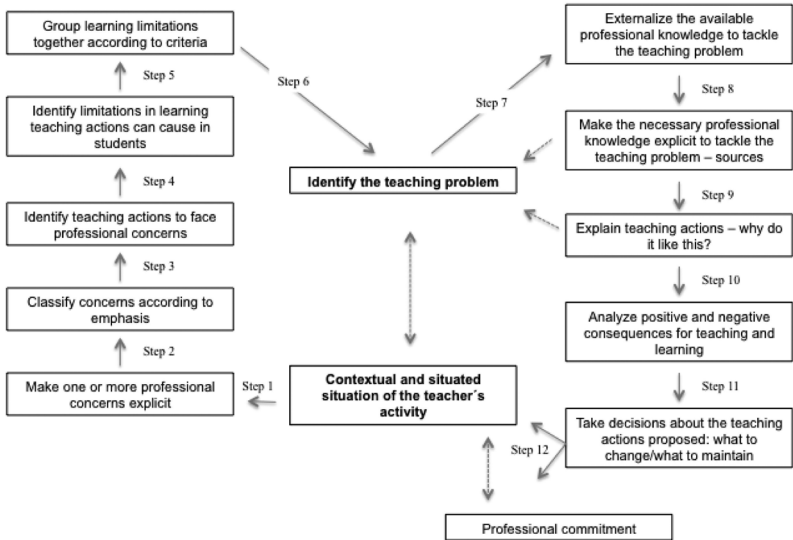 Group learning limitations
together according to criteria
Step 5
Identify limitations in learning
teaching actions can cause in
students
Step 4
Identify teaching actions to face
professional concerns
Step 3
Classify concerns according to
emphasis
Step 2
Make one or more professional
concerns explicit
Step 1
Contextual and situated
situation of the teacher´s
activity
Step 6
Identify the teaching problem
Step 7
Externalize the available
professional knowledge to tackle
the teaching problem
Step 8
Make the necessary professional
knowledge explicit to tackle the
teaching problem – sources
Step 9
Explain teaching actions – why do
it like this?
Step 10
Analyze positive and negative
consequences for teaching and
learning
Step 11
Take decisions about the teaching
actions proposed: what to
change/what to maintain
Step 12
Professional commitment